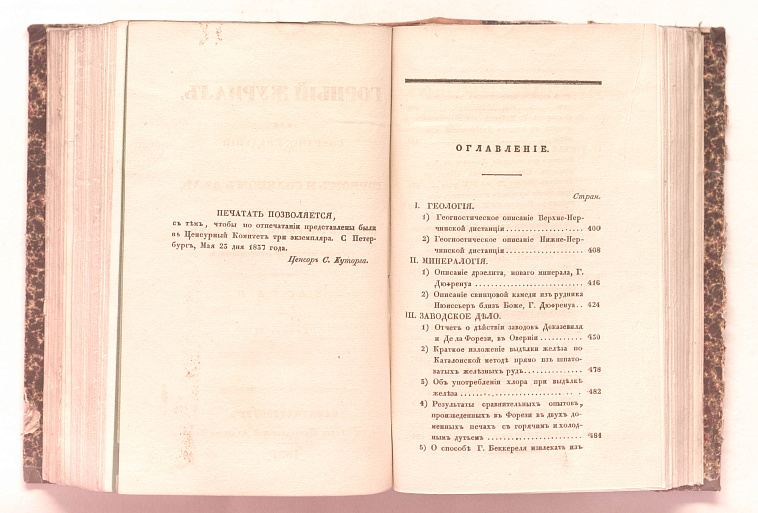 ПЕЧАТАТЬ ПОЗВОЛЯЕТСЯ,
съ тѣмъ, чтобы по отпечатаніи представлены были
въ Ценсурный Комитетъ три экземпляра. С Петер-
бургъ, Мая 25 дня 1837 года.
Ценсоръ С. Куторга.
ОГЛАВЛЕНІЕ.
Стран.
I. ГЕОЛОГІЯ.
1) Геогностическое описаніе Верхне-Нер-
чинской дистанціи 400
2) Геогностическое описаніе Нижне-Нер-
чинской дистанціи 408
II. МИНЕРАЛОГІЯ.
1) Описаніе дрэелита, новаго минерала, Г.
Дюфренуа 416
2) Описаніе свинцовой камеди изъ рудника
Нюиссьеръ близь Боже, Г. Дюфренуа 424
III. ЗАВОДСКОЕ ДѢЛО.
1) Отчетъ о дѣйствіи заводовъ Деказевиля
и Де ла Форези, въ Оверніи 430
2) Краткое изложеніе выдѣлки желѣза по
Каталонской методѣ прямо изъ шпато-
ватыхъ желѣзныхъ рудъ 478
3) Объ употребленіи хлора при выдѣлкѣ
желѣза 482
4) Результаты сравнительныхъ опытовъ,
произведенныхъ въ Форези въ двухъ до-
менныхъ печахъ съ горячимъ и холод-
нымъ дутьемъ 484
5) О способѣ Г. Беккереля извлекать изъ